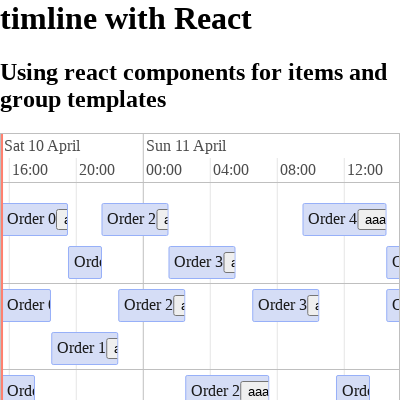 timline with React
Using react components for items and
group templates
Sat 10 April Sun 11 April
16:00 20:00 00:00 04:00 08:00 12:00
Order 0 Order 2 Order 4 aaa
Order 3
Order 2 Order 3
Order 1
Order 2 aaa